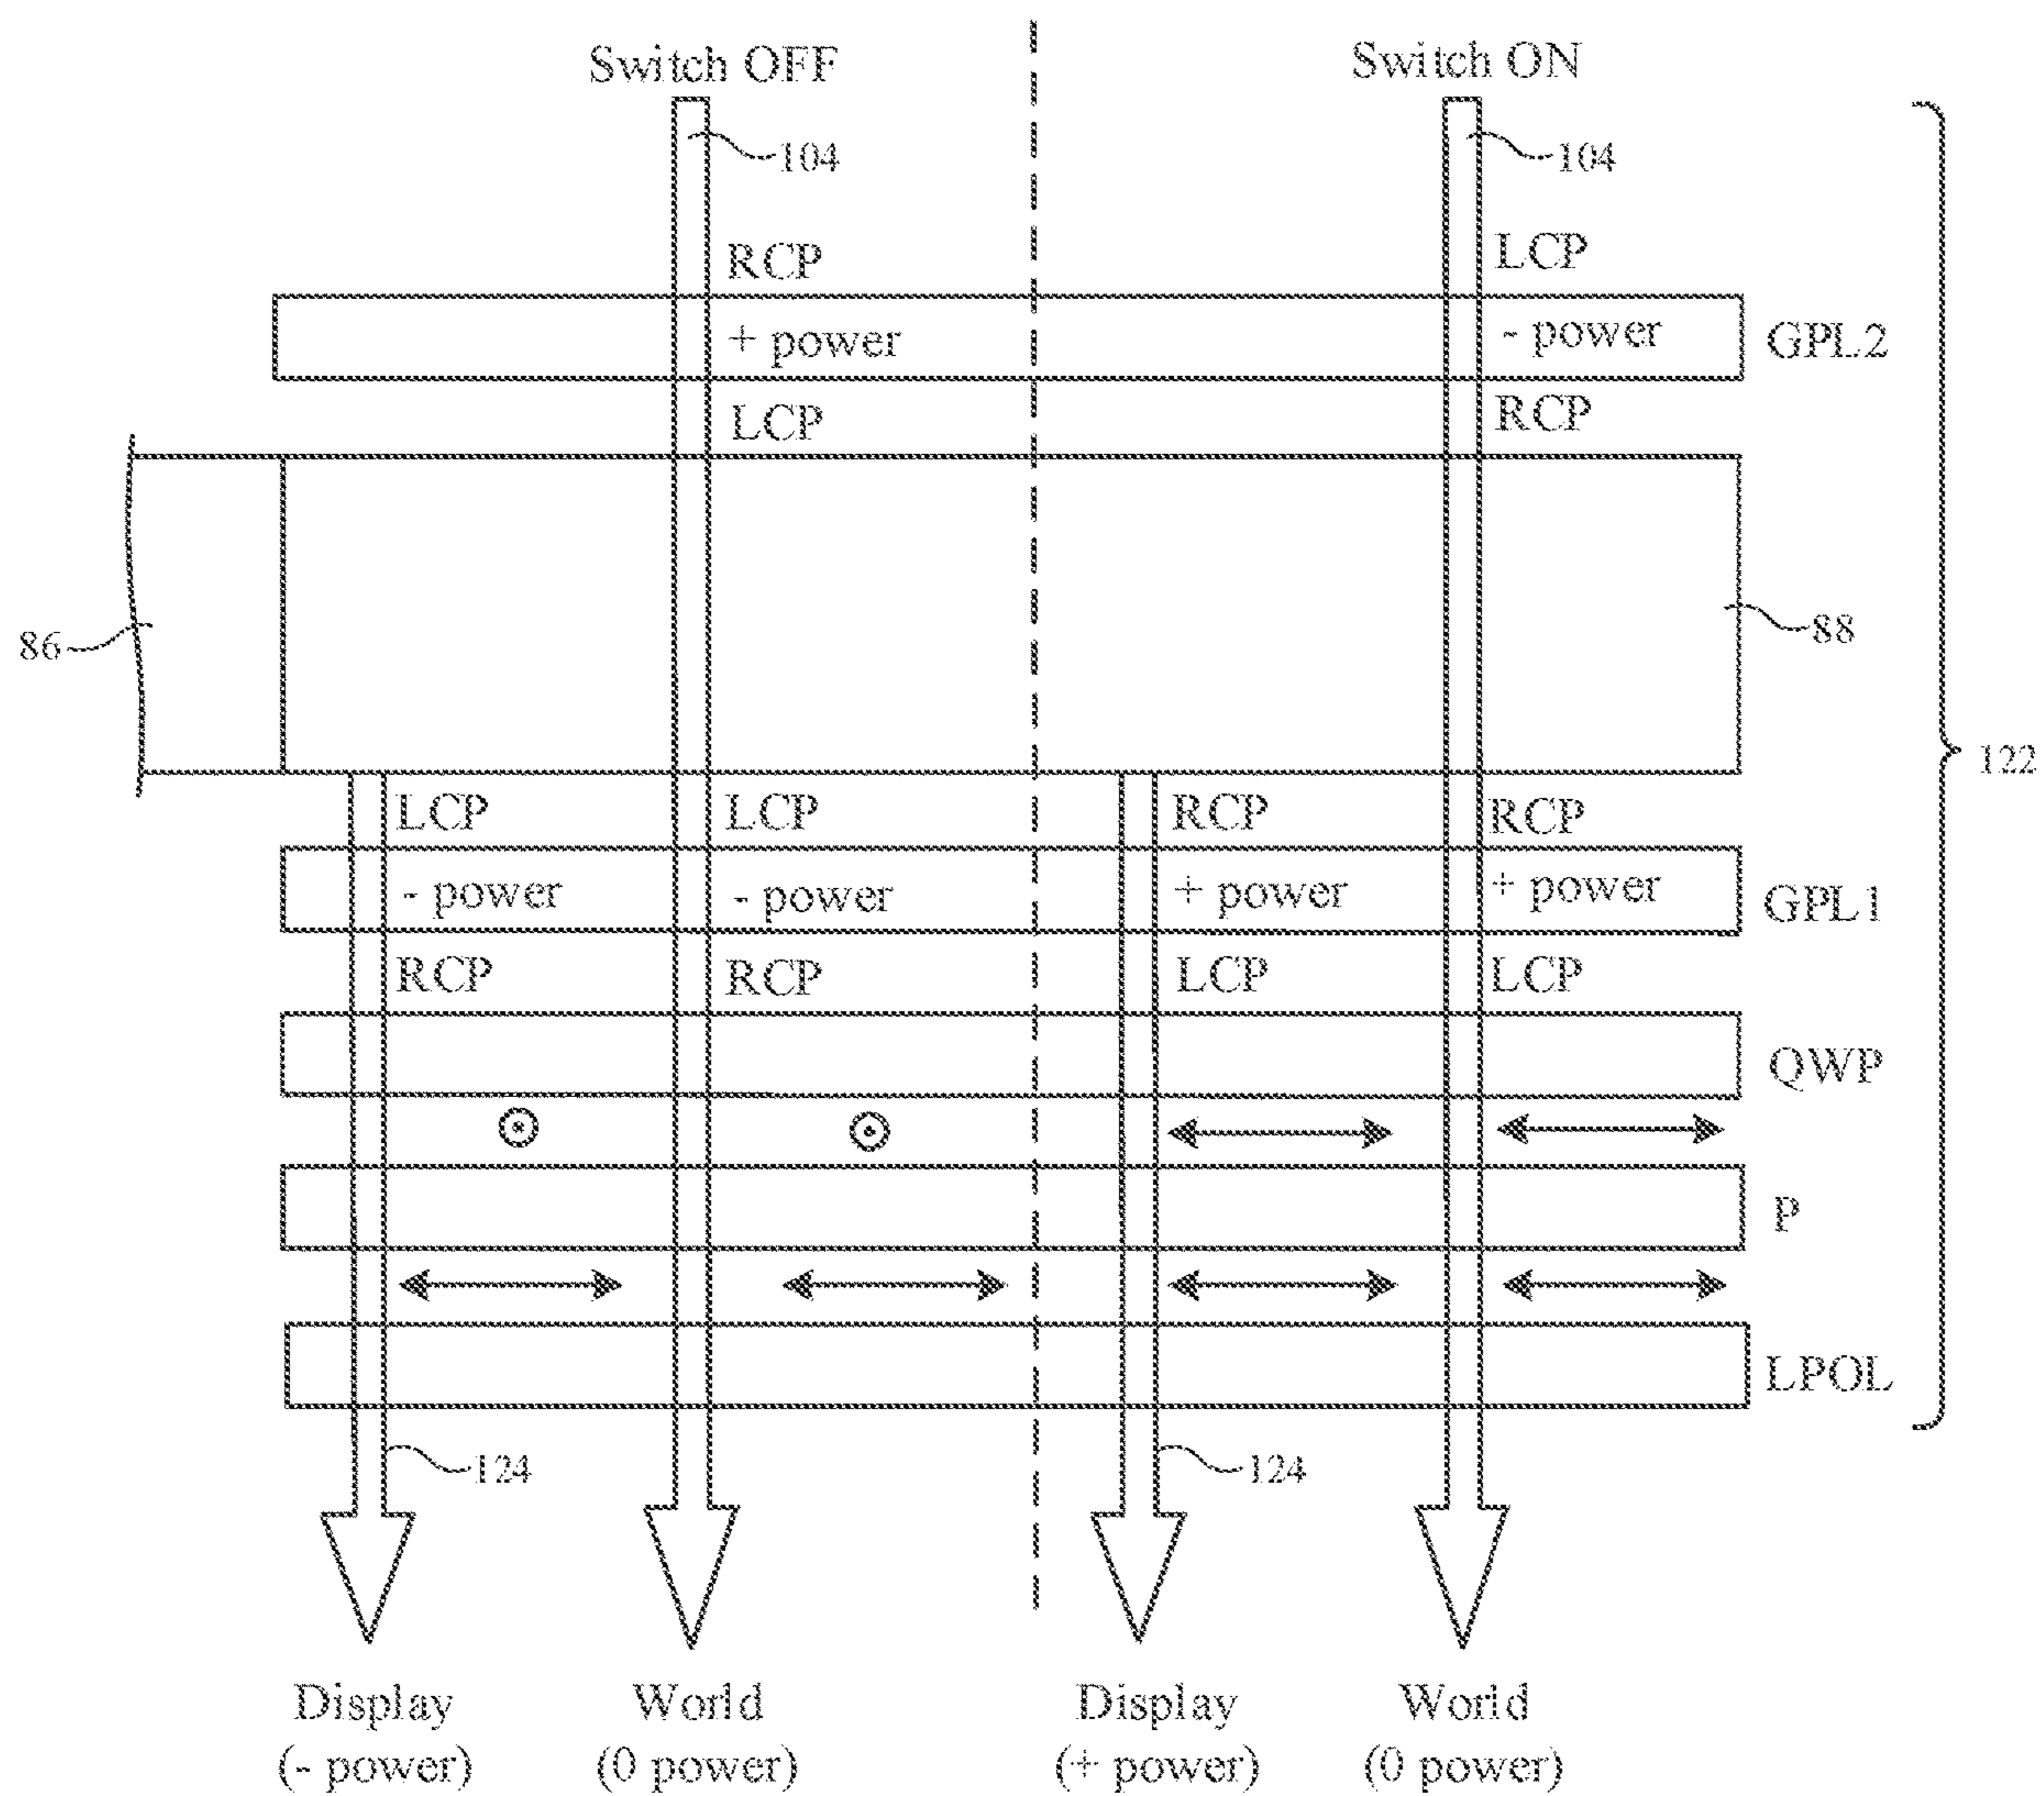 Switch OFF
Switch ON
104
104
RCP
LCP
+ power
- power
GPL2
LCP
RCP
86
88
122
LCP
LCP
RCP
RCP
- power
- power
+ power
+ power
GPL1
RCP
RCP
LCP
LCP
QWP
P
LPOL
124
124
Display
(- power)
World
(0 power)
Display
(+ power)
World
(0 power)